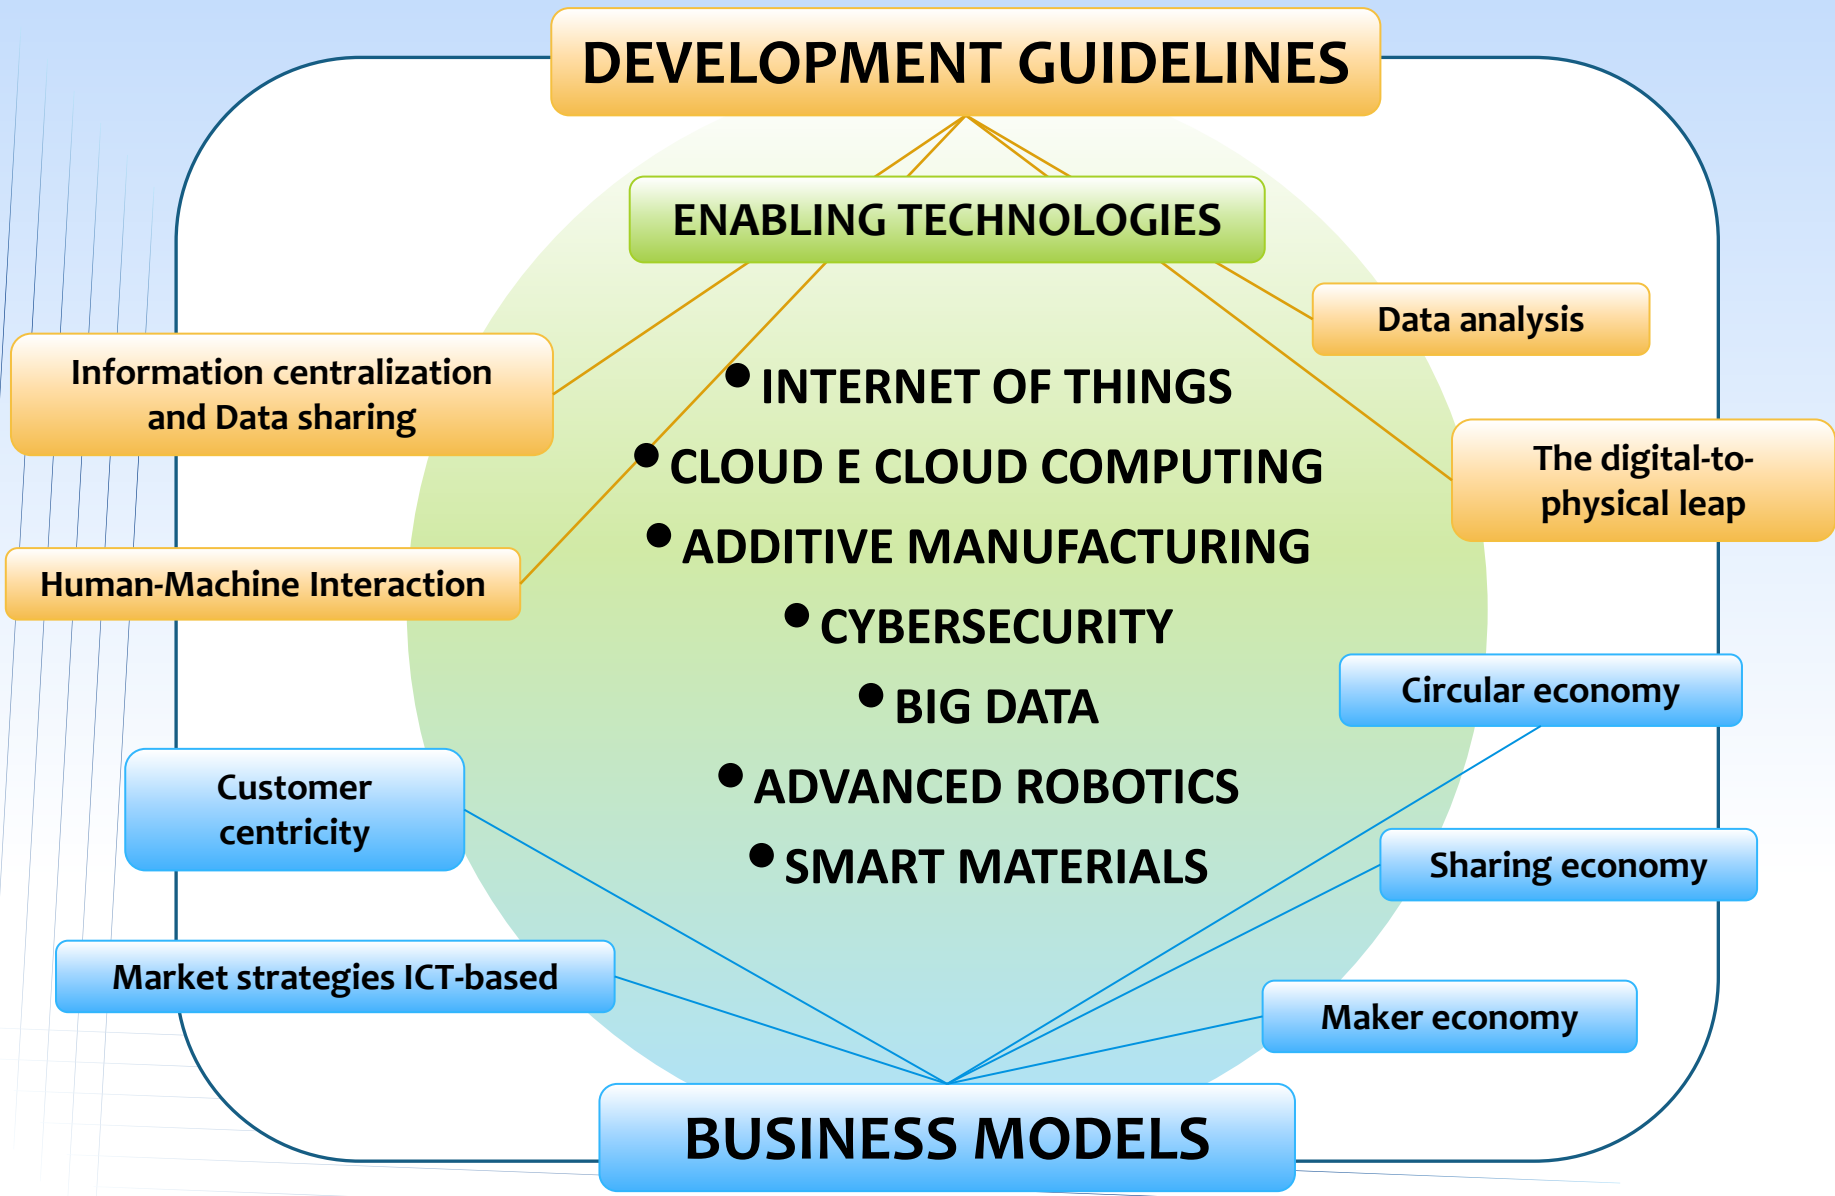 DEVELOPMENT GUIDELINES
ENABLING TECHNOLOGIES
Data analysis
Information centralization
and Data sharing
The digital-to-
physical leap
Human-Machine Interaction
• INTERNET OF THINGS
• CLOUD E CLOUD COMPUTING
• ADDITIVE MANUFACTURING
• CYBERSECURITY
• BIG DATA
• ADVANCED ROBOTICS
• SMART MATERIALS
Circular economy
Customer
centricity
Sharing economy
Market strategies ICT-based
Maker economy
BUSINESS MODELS